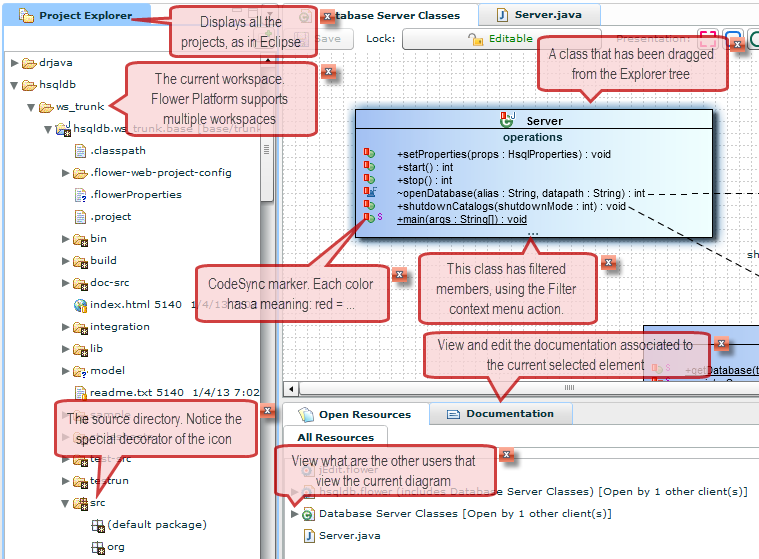 Project Explorer
Displays all the
projects, as in Eclipse
Database Server Classes
Server.java
Save
Lock:
Editable
Presentation:
drjava
hsqldb
The current workspace.
Flower Platform supports
multiple workspaces
ws_trunk
hsqldb.ws_trunk.base [base/trunk
.classpath
.flower-web-project-config
.flowerProperties
.project
bin
build
doc-src
index.html 5140 1/4/13 7:02
integration
lib
model
readme.txt 5140 1/4/13 7:02
sample
The source directory. Notice the
special decorator of the icon
test-src
testrun
src
(default package)
org
A class that has been dragged
from the Explorer tree
Server
operations
+setProperties(props : HsqlProperties) : void
+start() : int
+stop() : int
~openDatabase(alias : String, datapath : String) : int
+shutdownCatalogs(shutdownMode : int) : void
S +main(args : String[]) : void
...
CodeSync marker. Each color
has a meaning: red = ...
This class has filtered
members, using the Filter
context menu action.
sh
View and edit the documentation associated to
the current selected element
+getDatabase(t
Open Resources
Documentation
All Resources
View what are the other users that
view the current diagram
jEdit.flower
hsqldb.flower (includes Database Server Classes) [Open by 1 other client(s)]
Database Server Classes [Open by 1 other client(s)]
Server.java